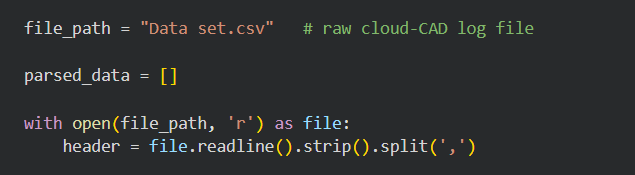 file_path = "Data set.csv"   # raw cloud-CAD log file
parsed_data = []
with open(file_path, 'r') as file:
    header = file.readline().strip().split(',')